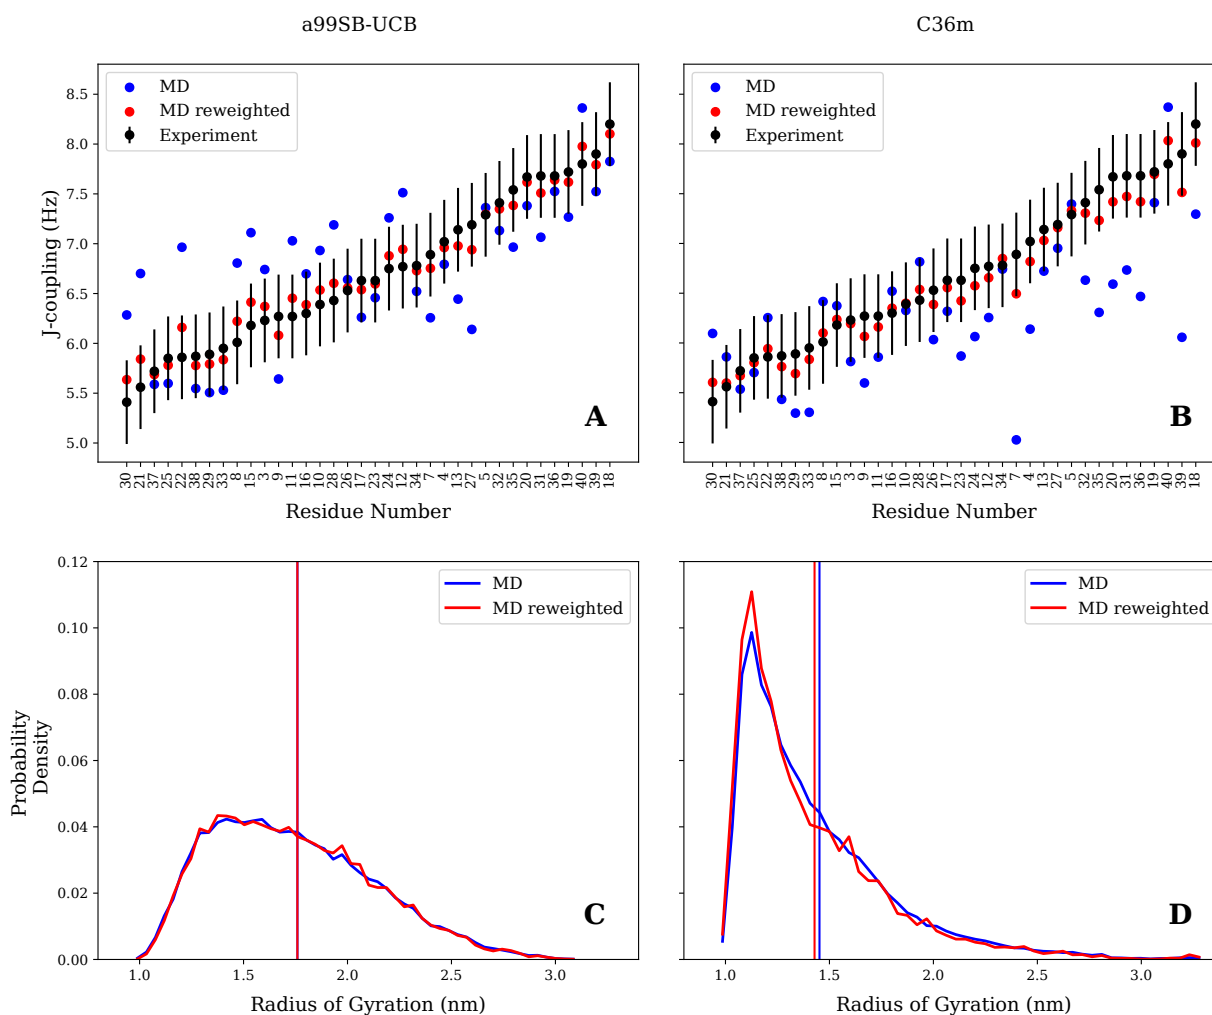 a99SB-UCB
C36m
MD
MD reweighted
Experiment
MD
MD reweighted
Experiment
J-coupling (Hz)
8.5
8.0
7.5
7.0
6.5
6.0
5.5
5.0
A
B
30 21 37 25 22 38 29 33 8 15 3 9 11 16 10 28 26 17 23 24 12 34 7 4 13 27 5 32 35 20 31 36 19 40 39 18
30 21 37 25 22 38 29 33 8 15 3 9 11 16 10 28 26 17 23 24 12 34 7 4 13 27 5 32 35 20 31 36 19 40 39 18
Residue Number
Residue Number
MD
MD reweighted
MD
MD reweighted
Probability
Density
0.12
0.10
0.08
0.06
0.04
0.02
0.00
C
D
1.0 1.5 2.0 2.5 3.0
1.0 1.5 2.0 2.5 3.0
Radius of Gyration (nm)
Radius of Gyration (nm)